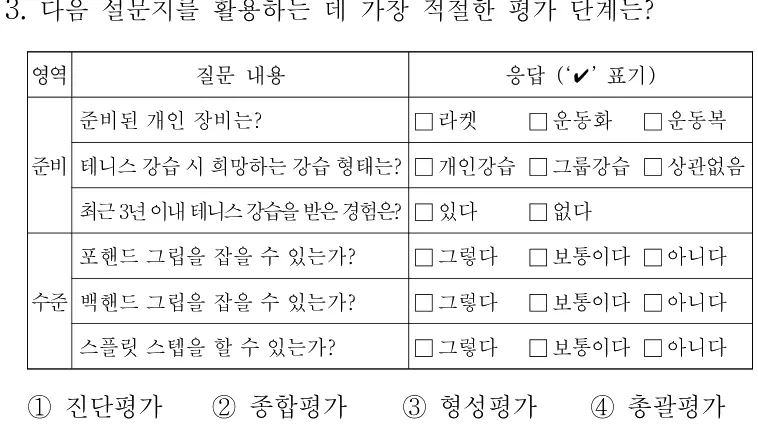 3. 다음 설문지를 활용하는 데 가장 적절한 평가 단계는?
영역 질문 내용 응답 (‘✔’ 표기)
준비된 개인 장비는? □ 라켓 □ 운동화 □ 운동복
준비 테니스 강습 시 희망하는 강습 형태는? □ 개인강습 □ 그룹강습 □ 상관없음
최근 3년 이내 테니스 강습을 받은 경험은? □ 있다 □ 없다
포핸드 그립을 잡을 수 있는가? □ 그렇다 □ 보통이다 □ 아니다
수준 백핸드 그립을 잡을 수 있는가? □ 그렇다 □ 보통이다 □ 아니다
스플릿 스텝을 할 수 있는가? □ 그렇다 □ 보통이다 □ 아니다
① 진단평가 ② 종합평가 ③ 형성평가 ④ 총괄평가